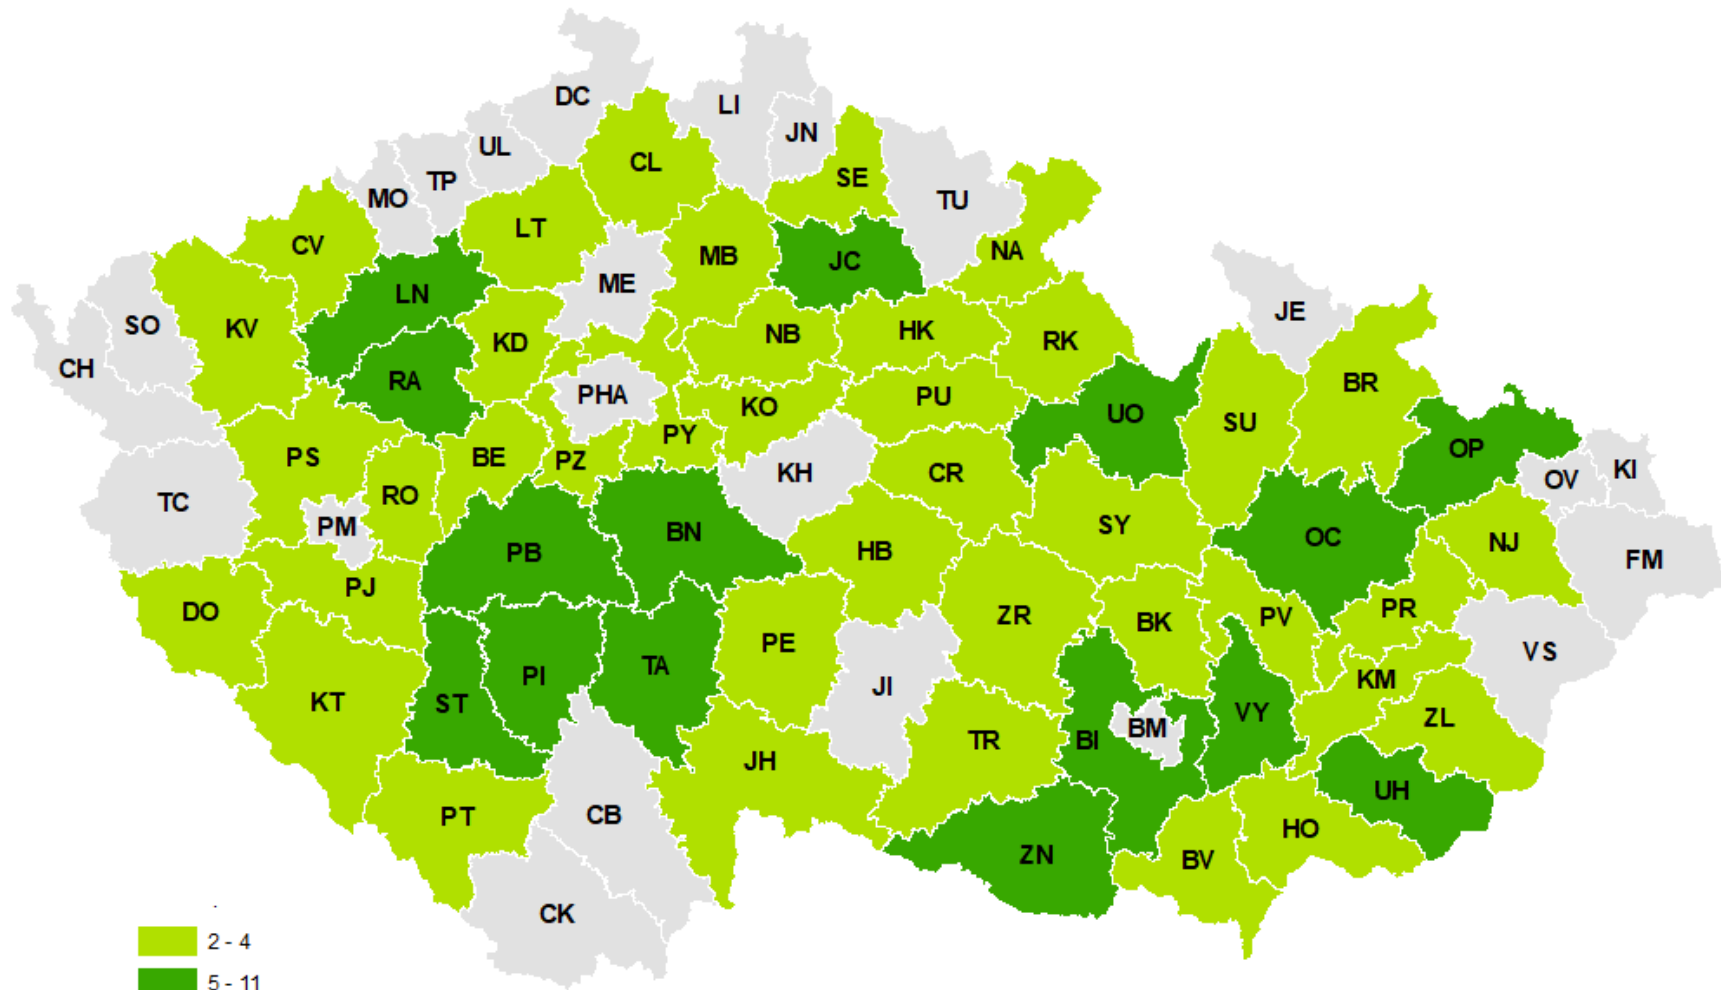 DC
LI
JN
UL
CL
TP
SE
MO
TU
LT
CV
NA
MB
JC
ME
LN
JE
SO
KV
NB
HK
KD
RK
CH
RA
BR
PHA
PU
KO
UO
SU
PY
OP
PS
BE
PZ
KI
KH
CR
OV
RO
TC
PM
SY
BN
OC
NJ
PB
HB
FM
PJ
DO
PR
ZR
PV
BK
PE
VS
TA
PI
KM
JI
KT
ST
VY
ZL
BM
TR
BI
JH
UH
CB
PT
HO
ZN
BV
CK
2 - 4
5 - 11